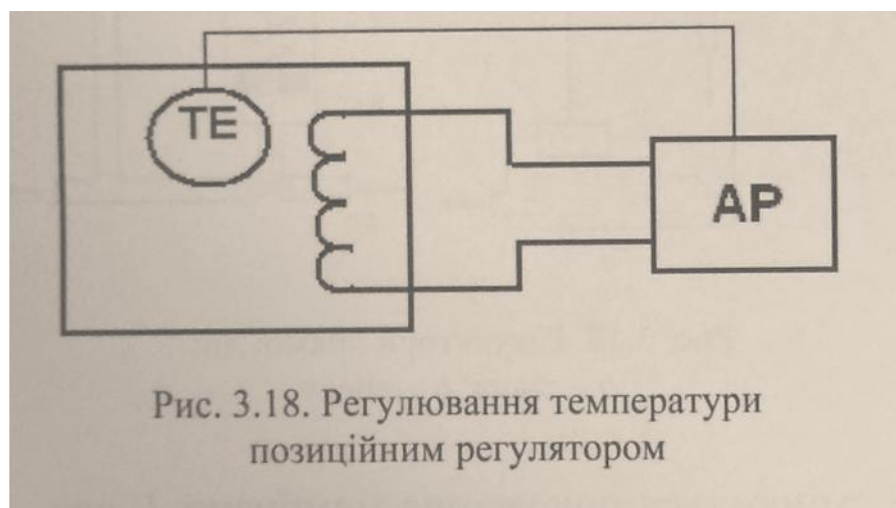 TE
AP
Рис. 3.18. Регулювання температури
позиційним регулятором